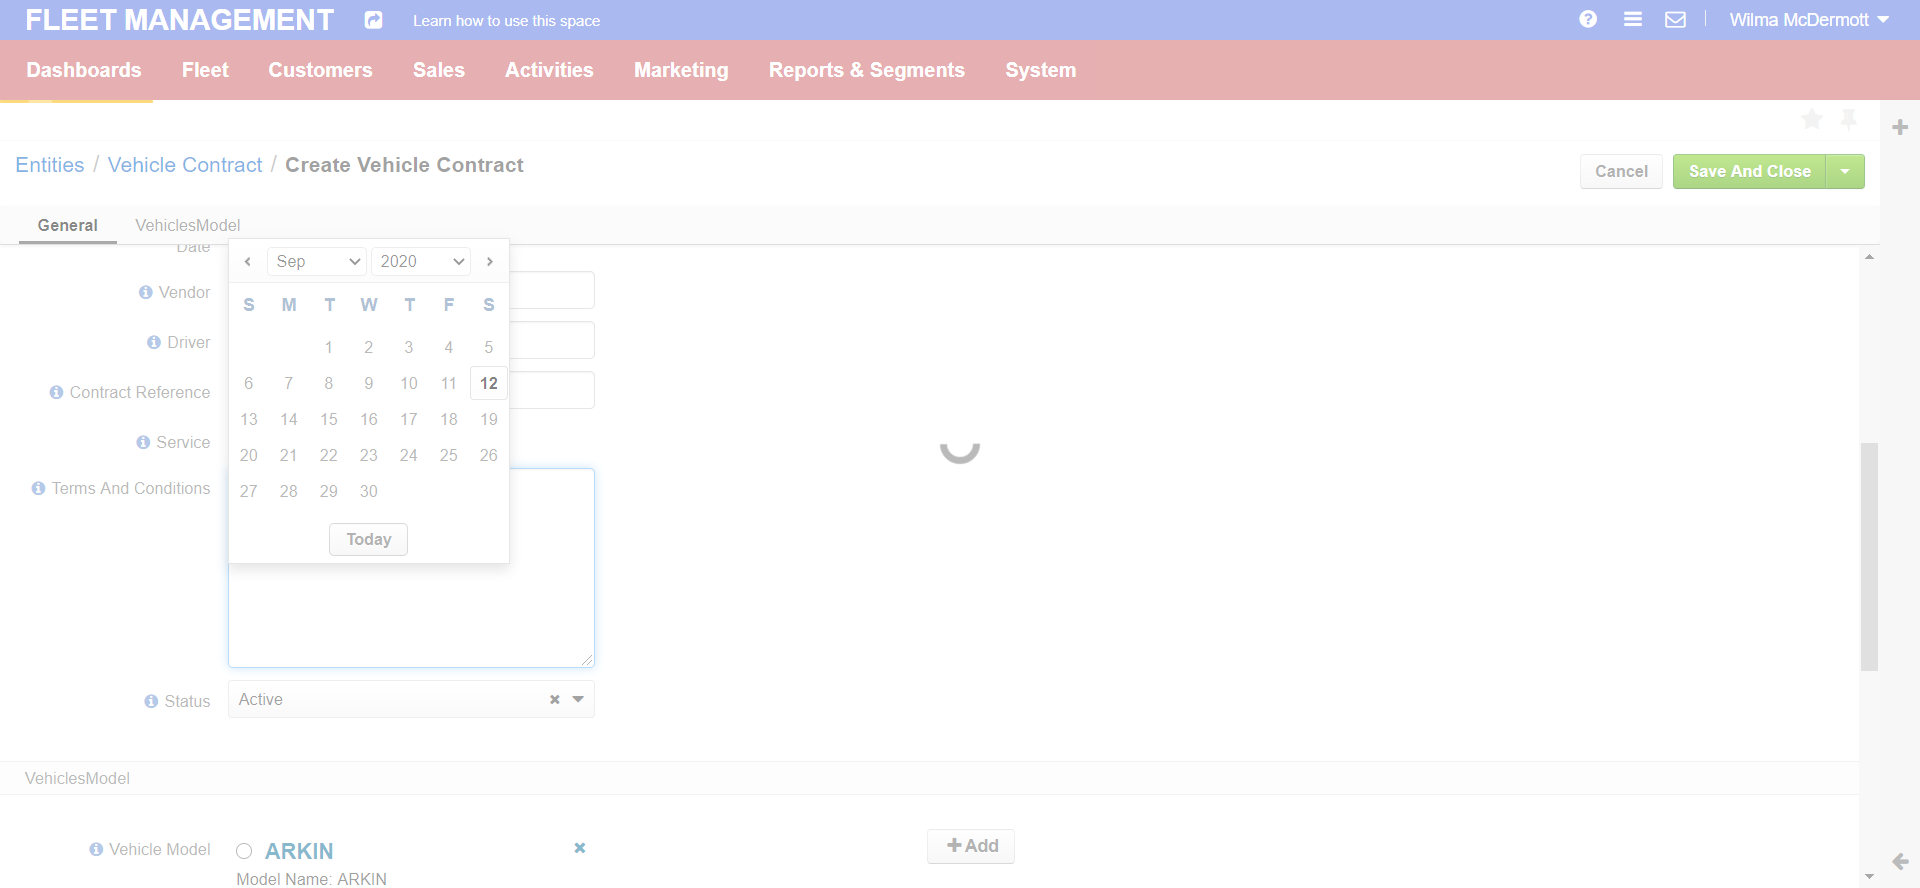 FLEET MANAGEMENT Learn how to use this space Wilma McDermott
Dashboards Fleet Customers Sales Activities Marketing Reports & Segments System
Entities / Vehicle Contract / Create Vehicle Contract Cancel Save And Close
General VehiclesModel
Date
Sep 2020
Vendor
S M T W T F S
Driver
1 2 3 4 5
6 7 8 9 10 11 12
Contract Reference
13 14 15 16 17 18 19
Service
20 21 22 23 24 25 26
Terms And Conditions
27 28 29 30
Today
Status Active
VehiclesModel
Vehicle Model ARKIN Add
Model Name: ARKIN